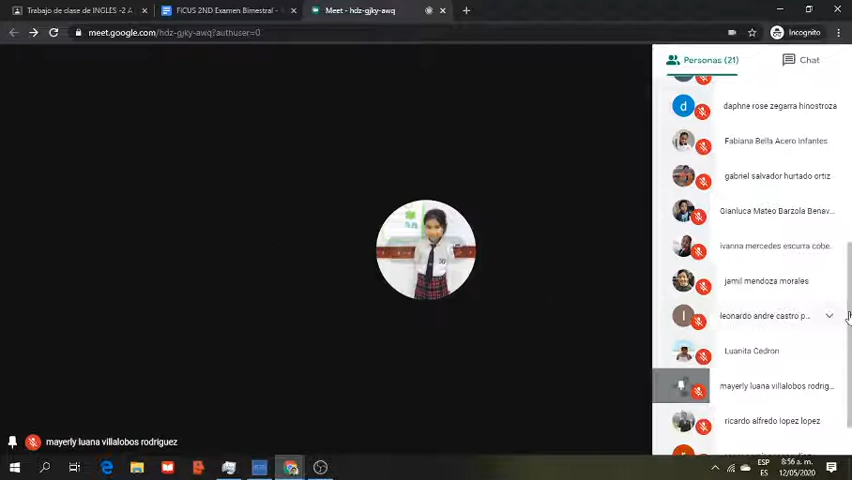 Trabajo de clase de INGLES -2 A
FICUS 2ND Examen Bimestral -
Meet - hdz-gjky-awq
meet.google.com/hdz-gjky-awq?authuser=0
Incognito
Personas (21)
Chat
daphne rose zegarra hinostroza
Fabiana Bella Acero Infantes
gabriel salvador hurtado ortiz
Gianluca Mateo Barzola Benav...
ivanna mercedes escurra cobe..
jamil mendoza morales
leonardo andre castro p...
Luanita Cedron
mayerly luana villalobos rodrig...
ricardo alfredo lopez lopez
mayerly luana villalobos rodriguez
ESP
ES
8:56 a. m.
12/05/2020